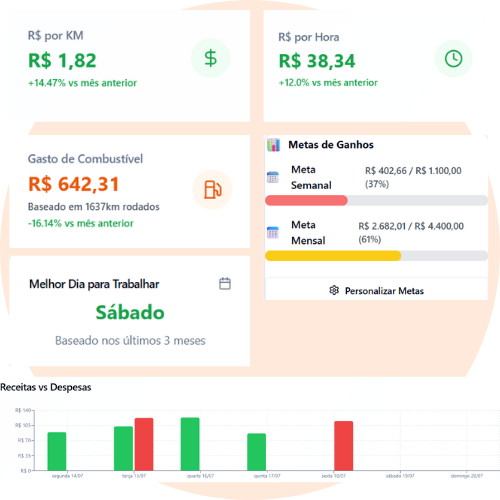 R$ por KM
R$ 1,82
+14.47% vs mês anterior
R$ por Hora
R$ 38,34
+12.0% vs mês anterior
Gasto de Combustível
R$ 642,31
Baseado em 1637km rodados
-16.14% vs mês anterior
Metas de Ganhos
Meta
Semanal
R$ 402,66 / R$ 1.100,00
(37%)
Meta
Mensal
R$ 2.682,01 / R$ 4.400,00
(61%)
Personalizar Metas
Melhor Dia para Trabalhar
Sábado
Baseado nos últimos 3 meses
Receitas vs Despesas
R$ 140
R$ 105
R$ 70
R$ 35
R$ 0
segunda 14/07
terça 15/07
quarta 16/07
quinta 17/07
sexta 18/07
sábado 19/07
domingo 20/07